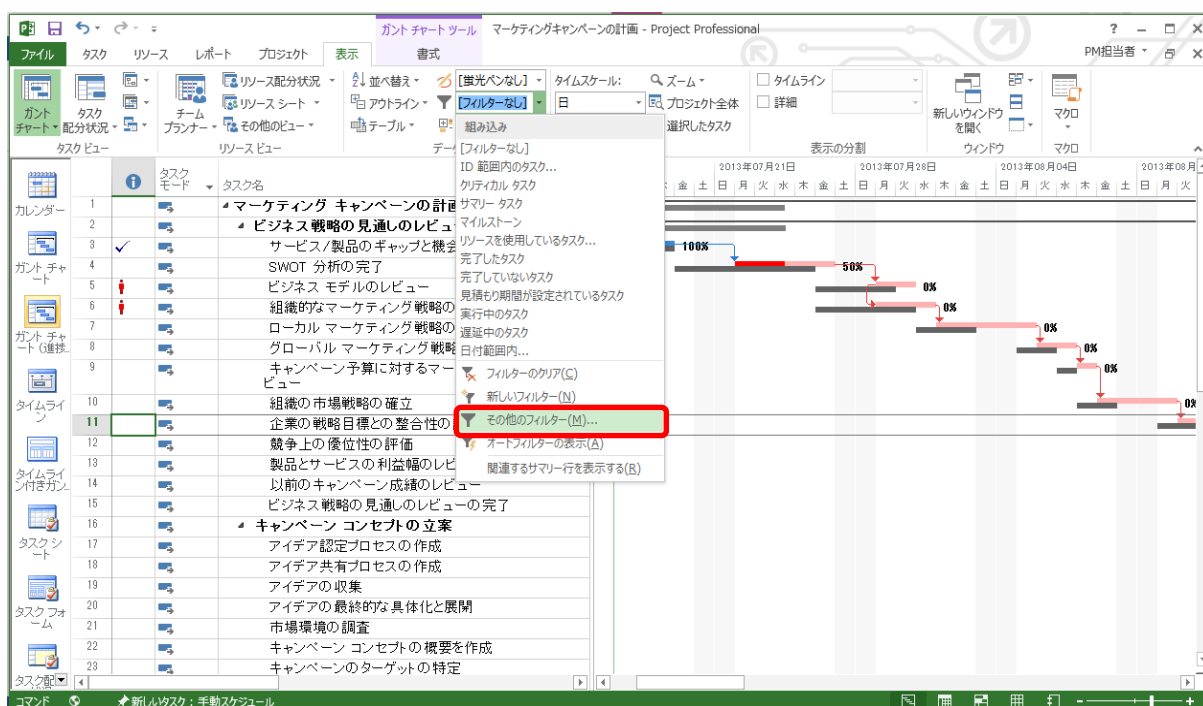 ガント チャート ツール マーケティングキャンペーンの計画 - Project Professional
ファイル タスク リソース レポート プロジェクト 表示 書式 PM担当者
ガント チャート
タスク 配分状況
チーム プランナー
リソース配分状況
リソース シート
その他のビュー
並べ替え
アウトライン
テーブル
[蛍光ペンなし]
[フィルターなし]
タイムスケール:
日
ズーム
プロジェクト全体
選択したタスク
タイムライン
詳細
新しいウィンドウを開く
マクロ
タスク ビュー リソース ビュー 表示の分割 ウィンドウ マクロ
組み込み
[フィルターなし]
ID 範囲内のタスク...
クリティカル タスク
サマリー タスク
マイルストーン
リソースを使用しているタスク...
完了したタスク
完了していないタスク
見積もり期間が設定されているタスク
実行中のタスク
遅延中のタスク
日付範囲内...
フィルターのクリア(C)
新しいフィルター(N)
その他のフィルター(M)...
オートフィルターの表示(A)
関連するサマリー行を表示する(R)
カレンダー
ガント チャート
ガント チャート (進捗
タイムライン
タイムライン付きガン
タスク シート
タスク フォーム
タスク配
タスク モード タスク名
1 マーケティング キャンペーンの計
2 ビジネス戦略の見通しのレビュ
3 サービス/製品のギャップと機会
4 SWOT 分析の完了
5 ビジネス モデルのレビュー
6 組織的なマーケティング戦略の
7 ローカル マーケティング戦略の
8 グローバル マーケティング戦略
9 キャンペーン予算に対するマー
ビュー
10 組織の市場戦略の確立
11 企業の戦略目標との整合性の
12 競争上の優位性の評価
13 製品とサービスの利益幅のレビ
14 以前のキャンペーン成績のレビュー
15 ビジネス戦略の見通しのレビューの完了
16 キャンペーン コンセプトの立案
17 アイデア認定プロセスの作成
18 アイデア共有プロセスの作成
19 アイデアの収集
20 アイデアの最終的な具体化と展開
21 市場環境の調査
22 キャンペーン コンセプトの概要を作成
23 キャンペーンのターゲットの特定
2013年07月21日 2013年07月28日 2013年08月04日 2013年08月
金 土 日 月 火 水 木 金 土 日 月 火 水 木 金 土 日 月 火 水 木 金 土 日 月 火
100%
50%
0%
0%
0%
0%
0%
0%
コマンド 新しいタスク : 手動スケジュール